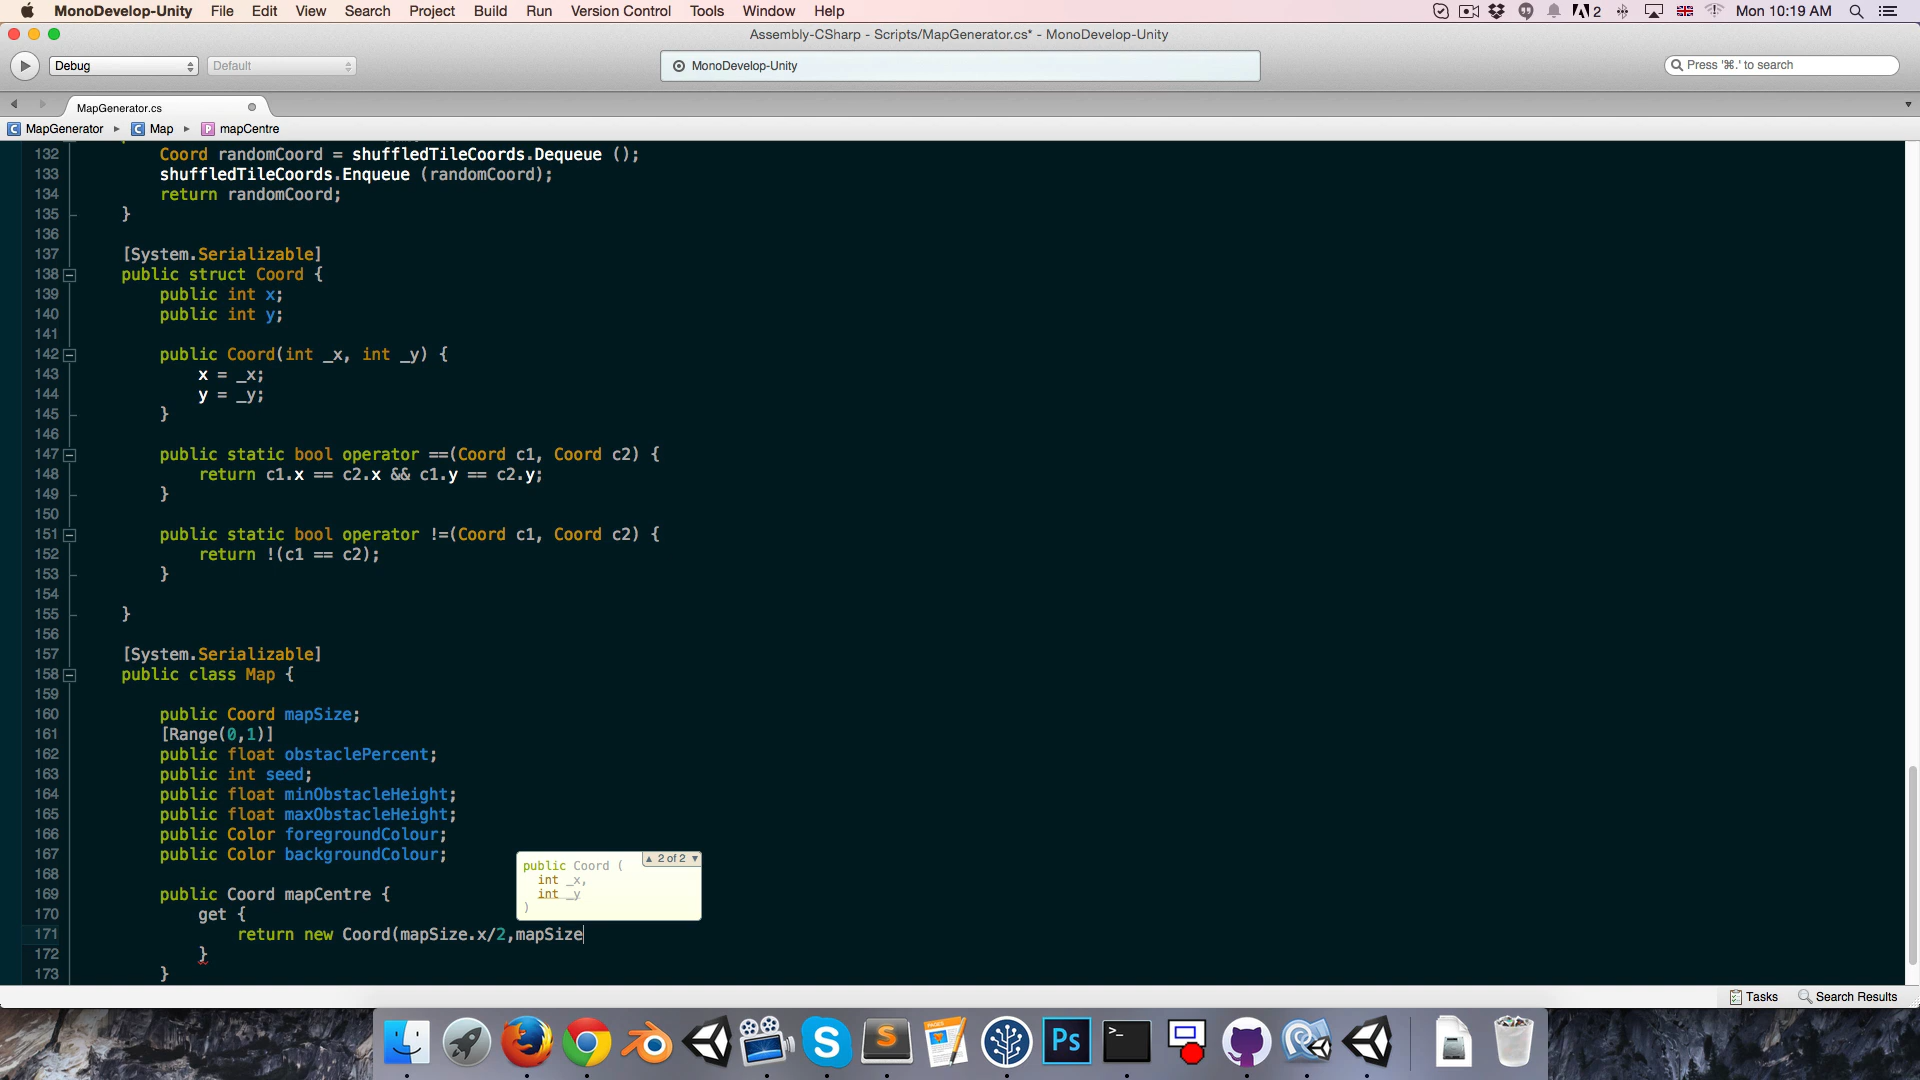 MonoDevelop-Unity File Edit View Search Project Build Run Version Control Tools Window Help 2 Mon 10:19 AM
Assembly-CSharp - Scripts/MapGenerator.cs* - MonoDevelop-Unity
Debug Default MonoDevelop-Unity Press '⌘.' to search
MapGenerator.cs
C MapGenerator C Map P mapCentre
132 Coord randomCoord = shuffledTileCoords.Dequeue ();
133 shuffledTileCoords.Enqueue (randomCoord);
134 return randomCoord;
135 }
136
137 [System.Serializable]
138 public struct Coord {
139 public int x;
140 public int y;
141
142 public Coord(int _x, int _y) {
143 x = _x;
144 y = _y;
145 }
146
147 public static bool operator ==(Coord c1, Coord c2) {
148 return c1.x == c2.x && c1.y == c2.y;
149 }
150
151 public static bool operator !=(Coord c1, Coord c2) {
152 return !(c1 == c2);
153 }
154
155 }
156
157 [System.Serializable]
158 public class Map {
159
160 public Coord mapSize;
161 [Range(0,1)]
162 public float obstaclePercent;
163 public int seed;
164 public float minObstacleHeight;
165 public float maxObstacleHeight;
166 public Color foregroundColour;
167 public Color backgroundColour;
168
169 public Coord mapCentre {
170 get {
171 return new Coord(mapSize.x/2,mapSize
172 }
173 }
▲ 2 of 2 ▼
public Coord (
int _x,
int _y
)
Tasks Search Results
S S PAGES Ps >_